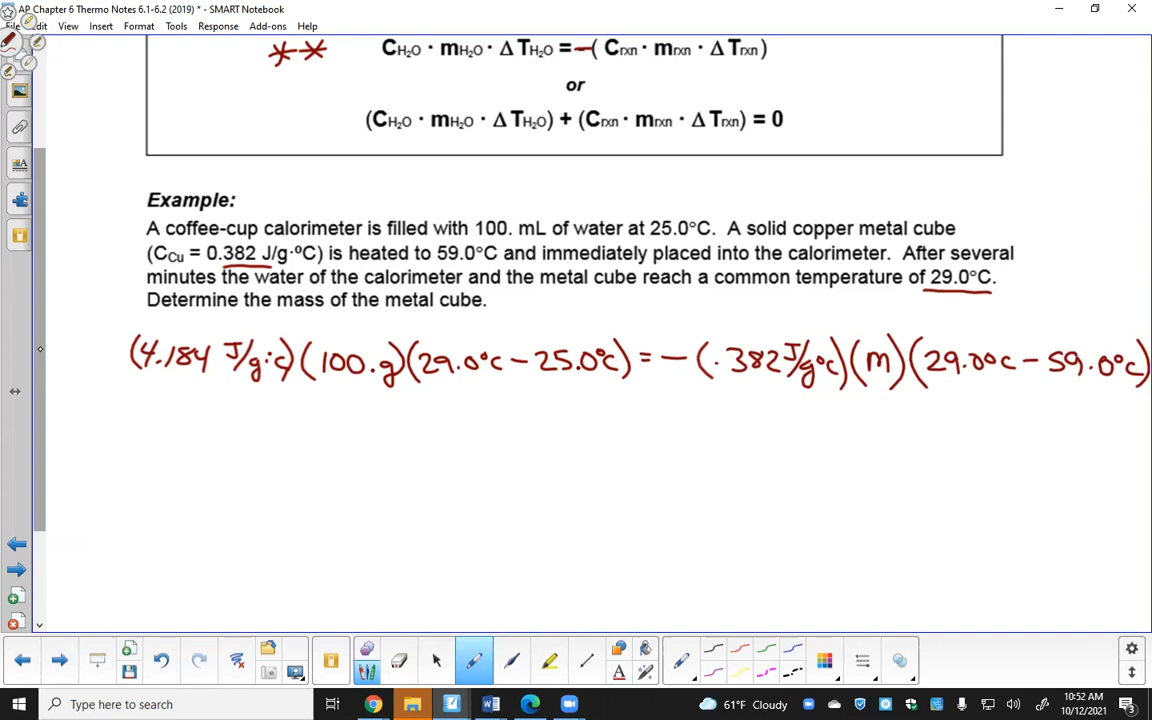 AP Chapter 6 Thermo Notes 6.1-6.2 (2019) * - SMART Notebook
File Edit View Insert Format Tools Response Add-ons Help
** CH₂O · mH₂O · Δ TH₂O = -( Crxn · mrxn · Δ Trxn )
or
(CH₂O · mH₂O · Δ TH₂O) + (Crxn · mrxn · Δ Trxn) = 0
Example:
A coffee-cup calorimeter is filled with 100. mL of water at 25.0°C. A solid copper metal cube
(CCu = 0.382 J/g·°C) is heated to 59.0°C and immediately placed into the calorimeter. After several
minutes the water of the calorimeter and the metal cube reach a common temperature of 29.0°C.
Determine the mass of the metal cube.
(4.184 J/g·°C)(100.g)(29.0°C - 25.0°C) = - (.382 J/g°C)(m)(29.0°C - 59.0°C)
Type here to search
61°F Cloudy
10:52 AM
10/12/2021
3